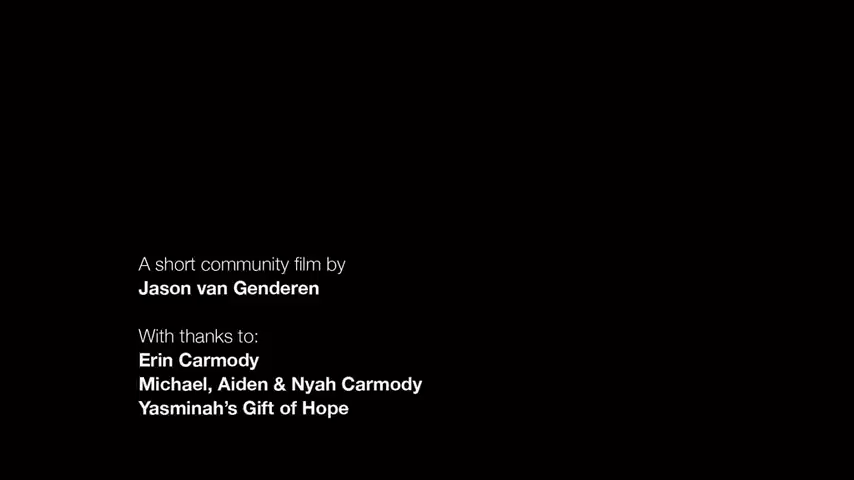 A short community film by
Jason van Genderen
With thanks to:
Erin Carmody
Michael, Aiden & Nyah Carmody
Yasminah’s Gift of Hope